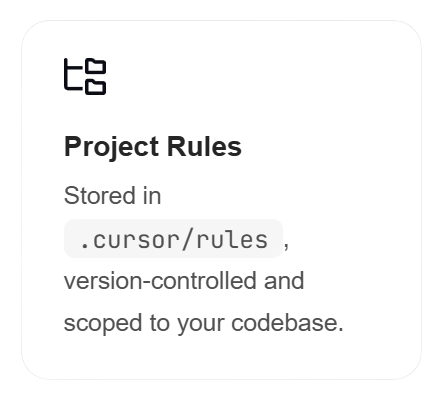 Project Rules
Stored in
.cursor/rules ,
version-controlled and
scoped to your codebase.